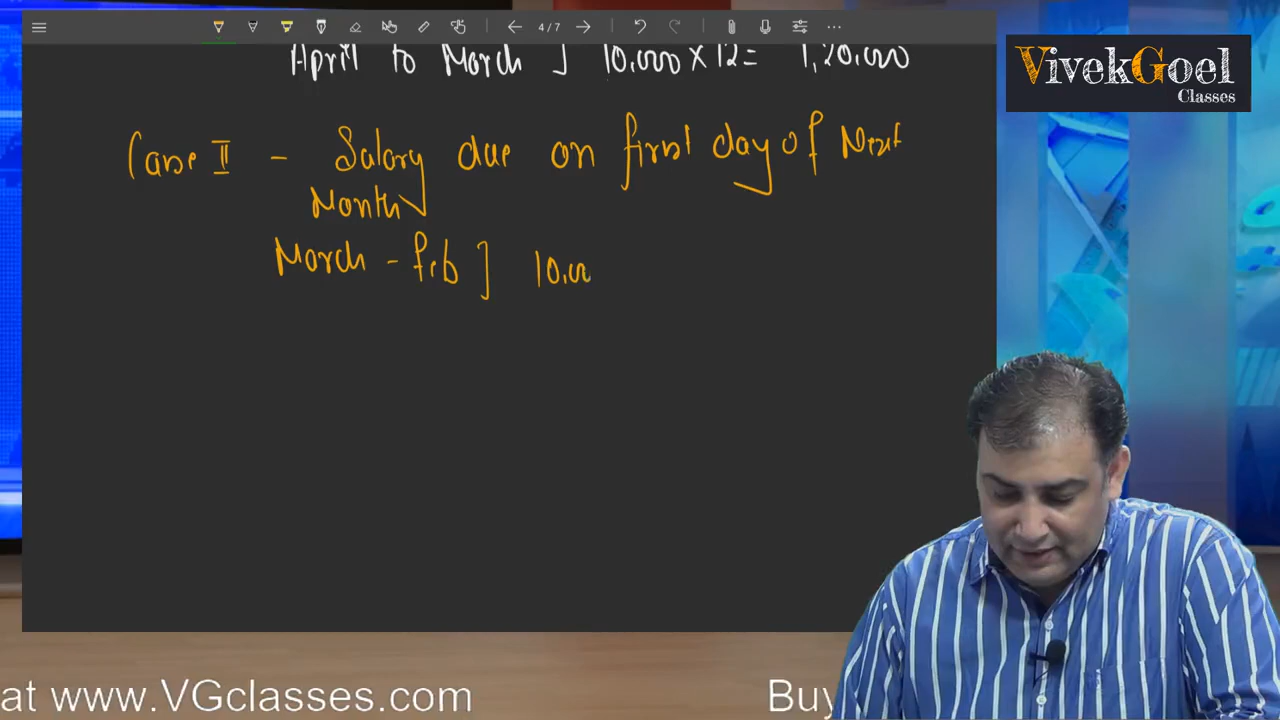 4/7
April to March ] 10,000 × 12 = 1,20,000
VivekGoel
Classes
Case II - Salary due on first day of Next
Month
March - Feb ] 10,00
at www.VGclasses.com
Buy